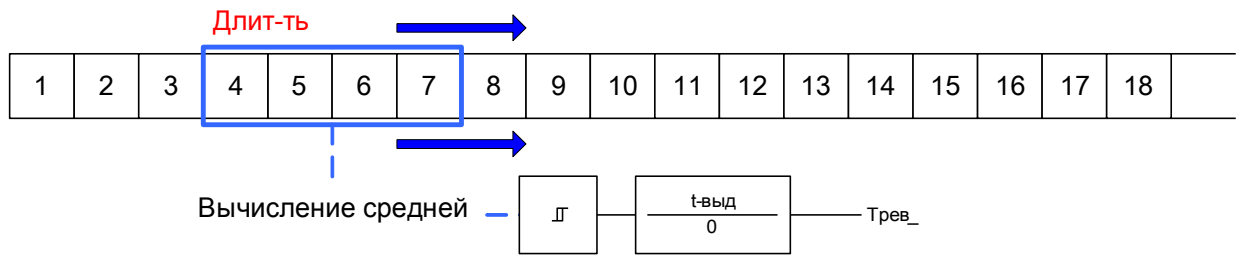 Длит-ть
1 2 3 4 5 6 7 8 9 10 11 12 13 14 15 16 17 18
Вычисление средней
t-выд
0
Трев_